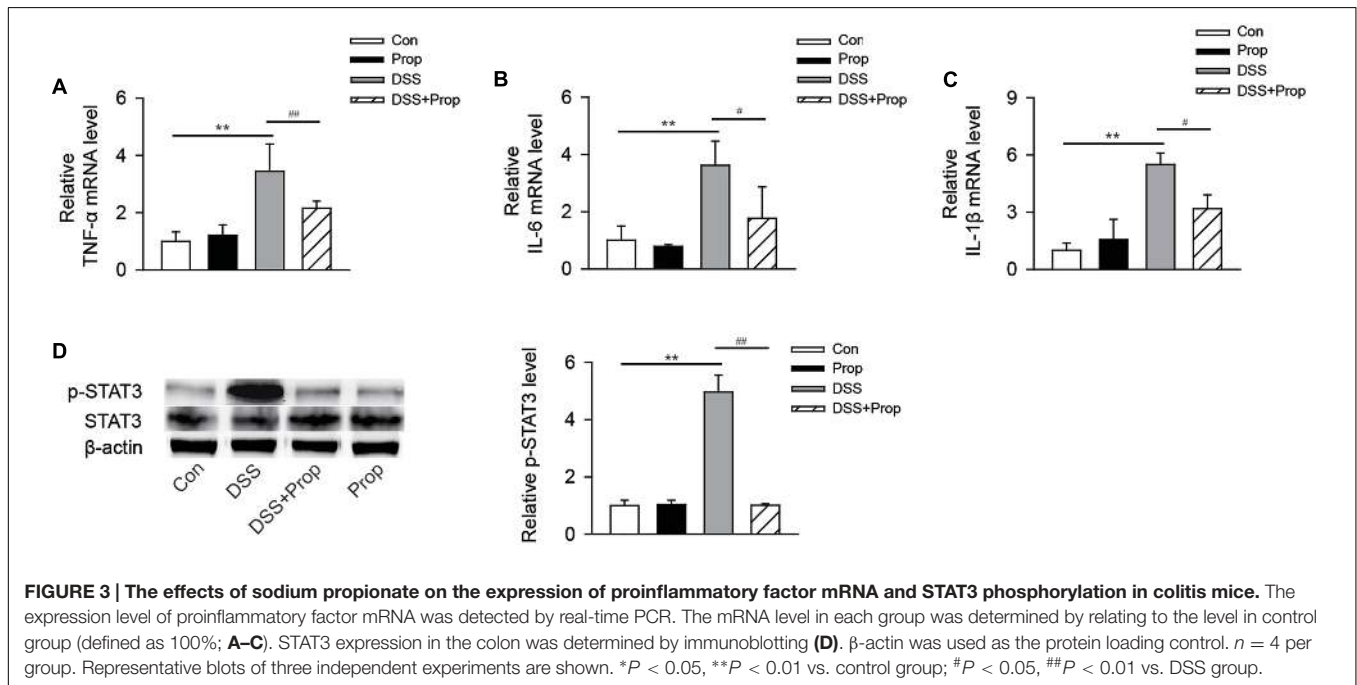 A
Relative
TNF-α mRNA level
6
4
2
0
**
##
Con
Prop
DSS
DSS+Prop
B
Relative
IL-6 mRNA level
6
4
2
0
**
#
Con
Prop
DSS
DSS+Prop
C
Relative
IL-1β mRNA level
9
6
3
0
**
#
Con
Prop
DSS
DSS+Prop
D
p-STAT3
STAT3
β-actin
Con
DSS
DSS+Prop
Prop
Relative p-STAT3 level
6
4
2
0
**
##
Con
Prop
DSS
DSS+Prop
FIGURE 3 | The effects of sodium propionate on the expression of proinflammatory factor mRNA and STAT3 phosphorylation in colitis mice. The
expression level of proinflammatory factor mRNA was detected by real-time PCR. The mRNA level in each group was determined by relating to the level in control
group (defined as 100%; A–C). STAT3 expression in the colon was determined by immunoblotting (D). β-actin was used as the protein loading control. n = 4 per
group. Representative blots of three independent experiments are shown. *P < 0.05, **P < 0.01 vs. control group; #P < 0.05, ##P < 0.01 vs. DSS group.